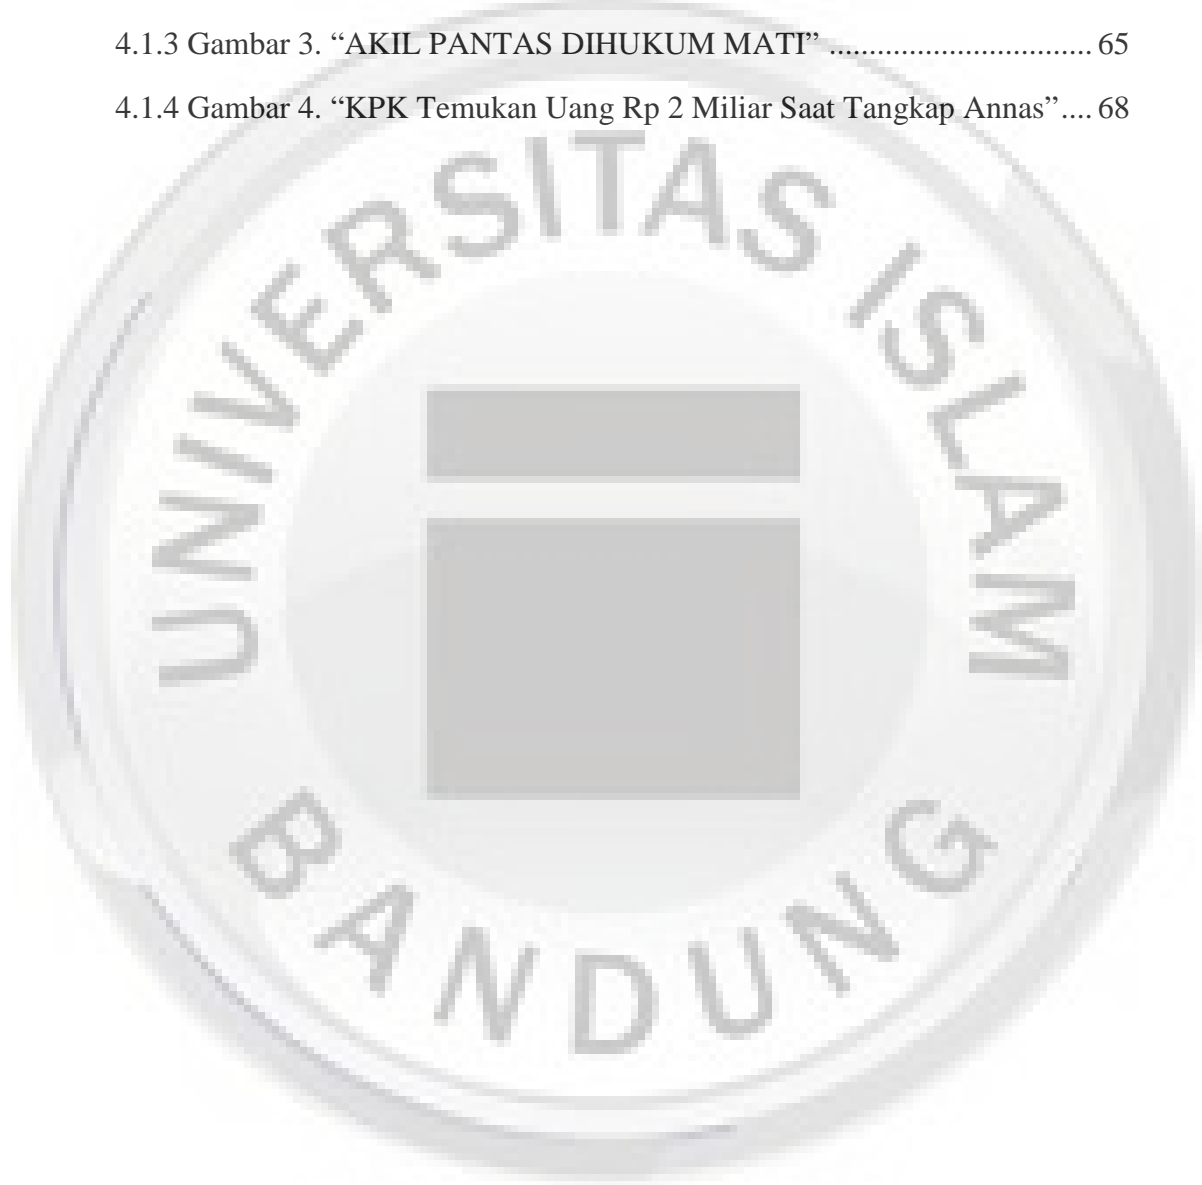 4.1.3 Gambar 3. “AKIL PANTAS DIHUKUM MATI” ................................ 65
4.1.4 Gambar 4. “KPK Temukan Uang Rp 2 Miliar Saat Tangkap Annas”.... 68
UNIVERSITAS ISLAM
BANDUNG